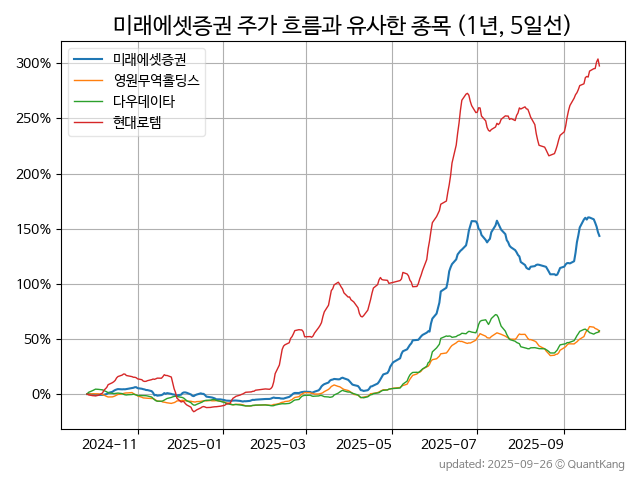 미래에셋증권 주가 흐름과 유사한 종목 (1년, 5일선)
300%
250%
200%
150%
100%
50%
0%
미래에셋증권
영원무역홀딩스
다우데이타
현대로템
2024-11 2025-01 2025-03 2025-05 2025-07 2025-09
updated: 2025-09-26 © QuantKang